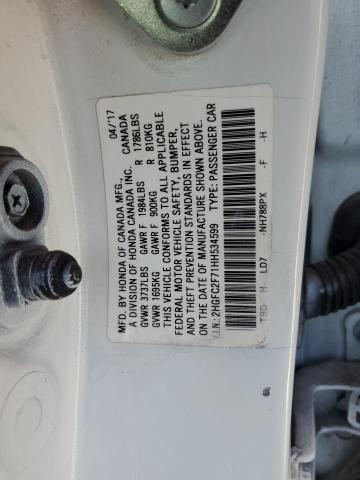 MFD. BY HONDA OF CANADA MFG., 04/'17
A DIVISION OF HONDA CANADA INC. CANADA
GVWR 3737LBS GAWR F 1984LBS R 1786LBS
GVWR 1695KG GAWR F 900KG R 810KG
THIS VEHICLE CONFORMS TO ALL APPLICABLE
FEDERAL MOTOR VEHICLE SAFETY, BUMPER,
AND THEFT PREVENTION STANDARDS IN EFFECT
ON THE DATE OF MANUFACTURE SHOWN ABOVE.
V.I.N.: 2HGFC2F71HH534599 TYPE: PASSENGER CAR
NH788PX
TBD H LD7 -F -H